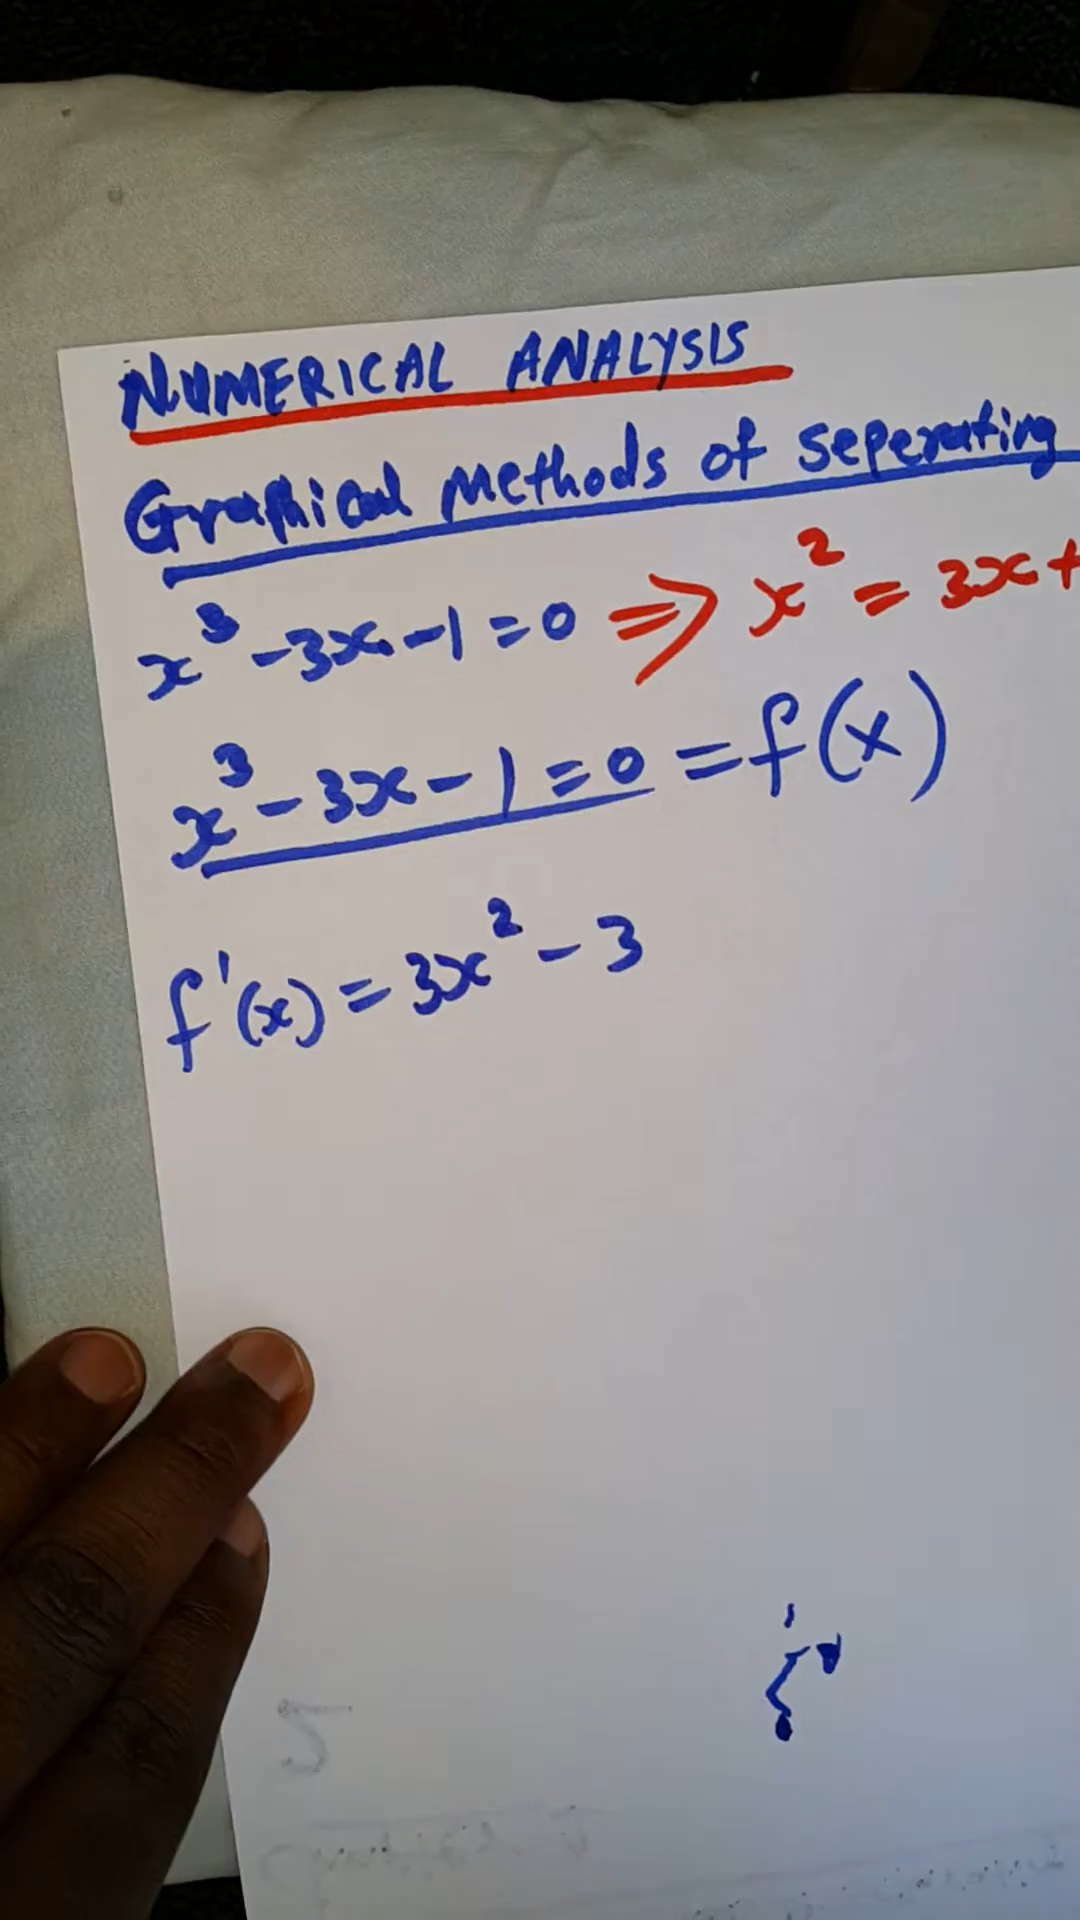 NUMERICAL ANALYSIS
Graphical methods of seperating
x³ - 3x - 1 = 0 ⇒ x² = 3x +
x³ - 3x - 1 = 0 = f(x)
f'(x) = 3x² - 3